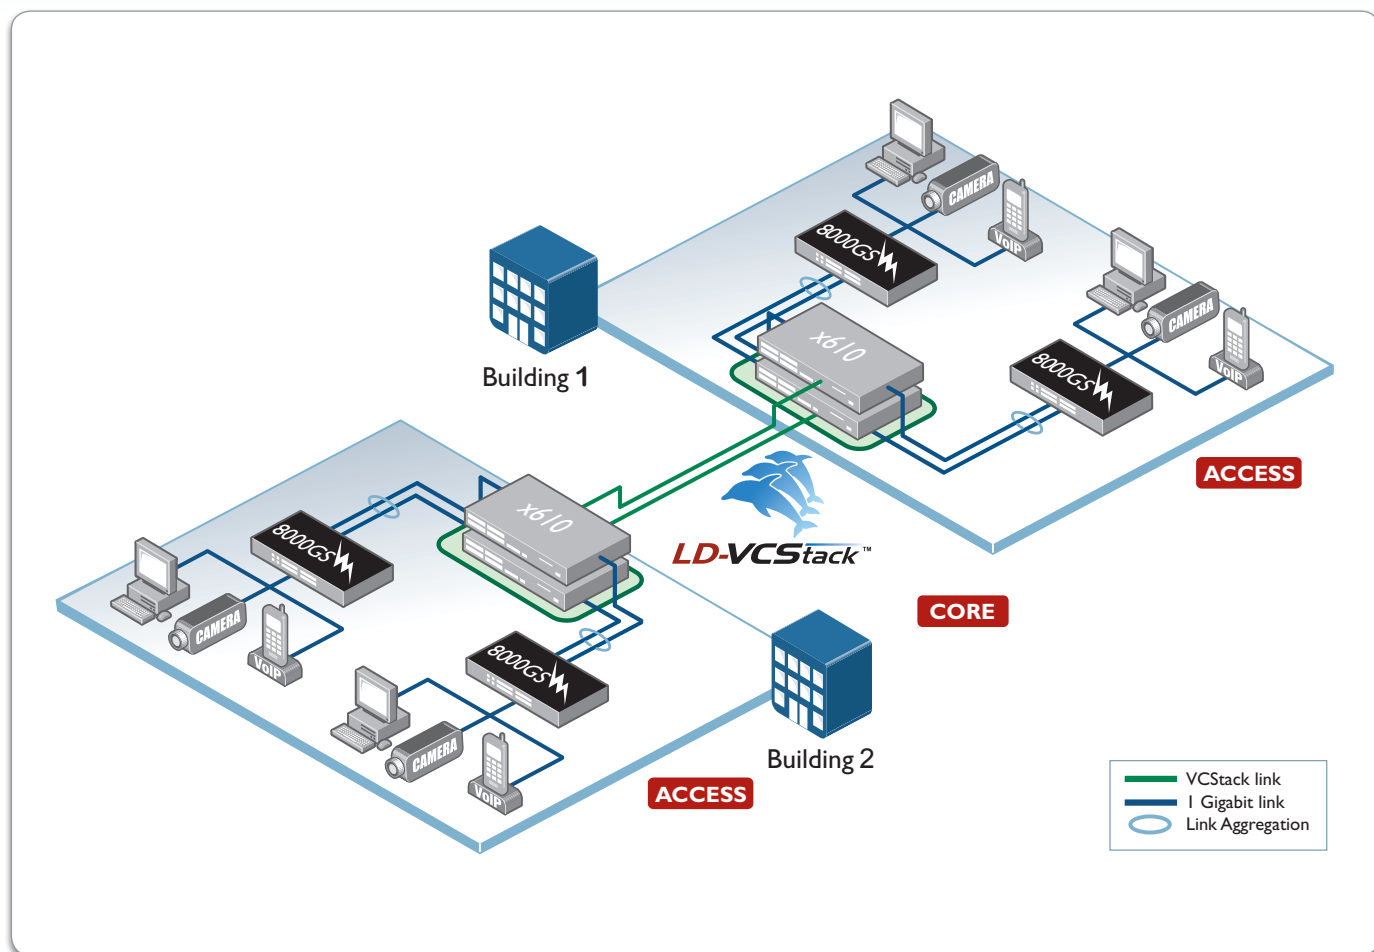 CAMERA
VoIP
8000GS
CAMERA
VoIP
8000GS
x610
Building 1
ACCESS
LD-VCStack™
x610
8000GS
CAMERA
VoIP
8000GS
CAMERA
VoIP
CORE
Building 2
ACCESS
VCStack link
1 Gigabit link
Link Aggregation